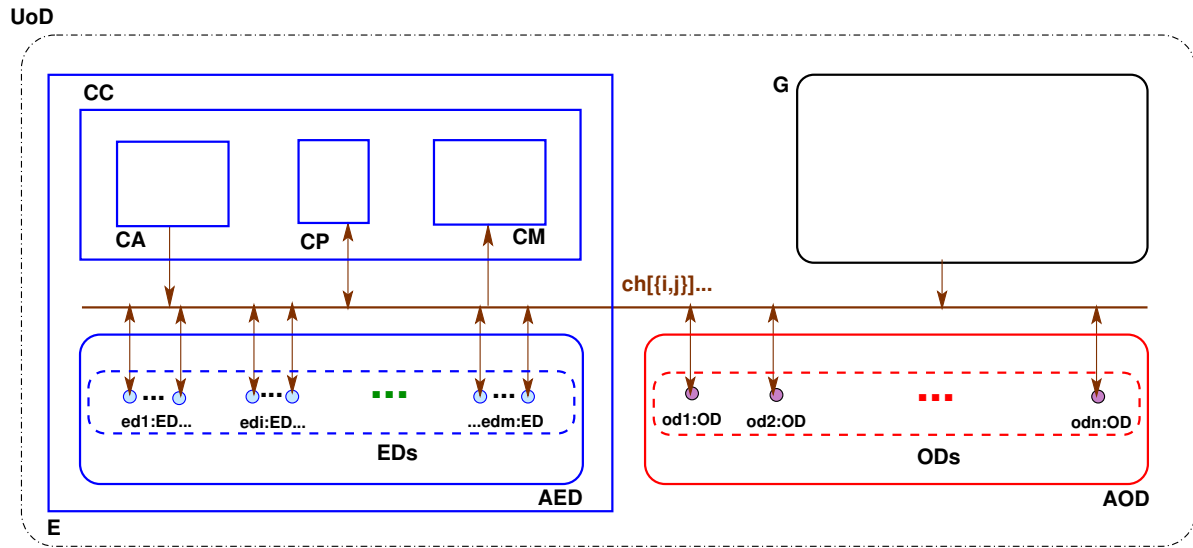 UoD
CC
G
CA
CP
CM
ch[{i,j}]...
... ... ... ... ...
ed1:ED... edi:ED... ...edm:ED
od1:OD od2:OD odn:OD
EDs
ODs
AED
AOD
E